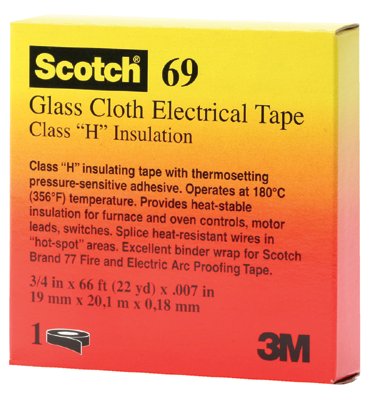 Scotch 69
Glass Cloth Electrical Tape
Class "H" Insulation
Class "H" insulating tape with thermosetting
pressure-sensitive adhesive. Operates at 180°C
(356°F) temperature. Provides heat-stable
insulation for furnace and oven controls, motor
leads, switches. Splice heat-resistant wires in
"hot-spot" areas. Excellent binder wrap for Scotch
Brand 77 Fire and Electric Arc Proofing Tape.
3/4 in x 66 ft (22 yd) x .007 in
19 mm x 20,1 m x 0,18 mm
1
3M